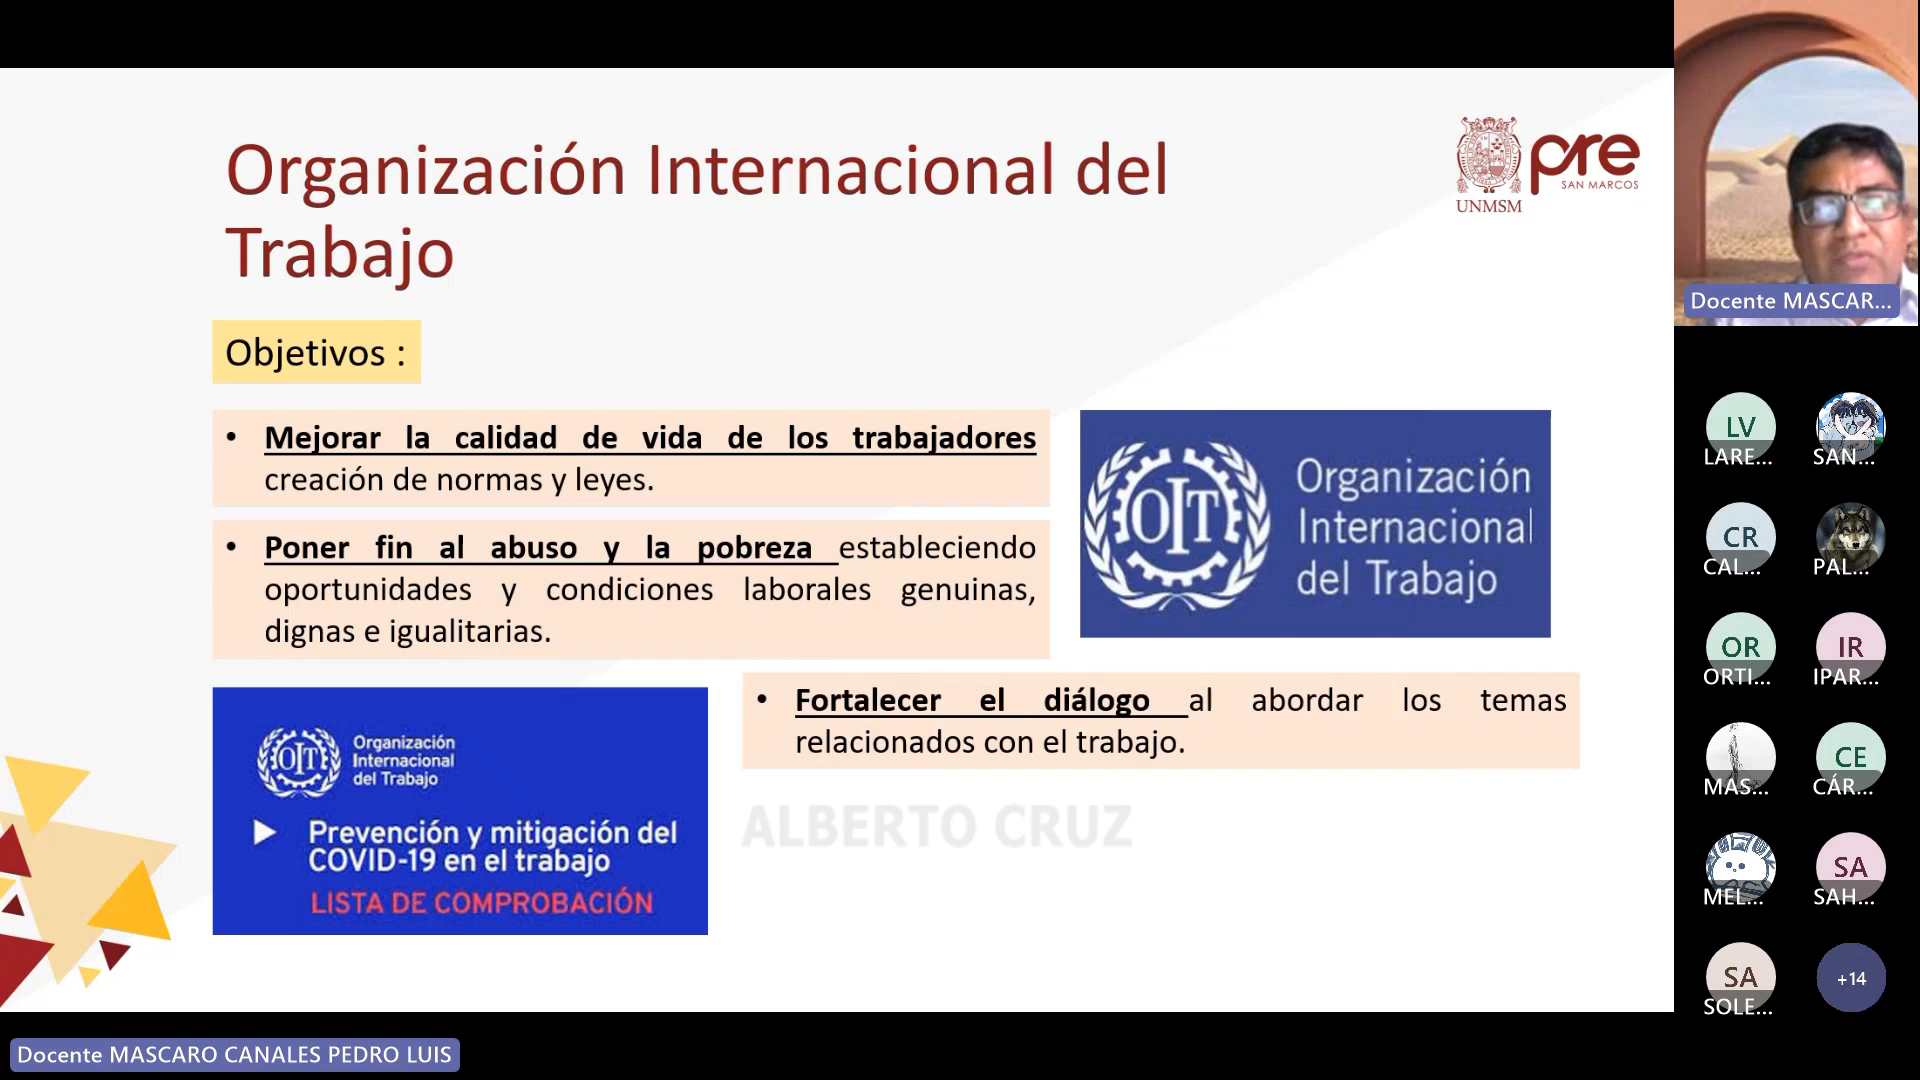 Organización Internacional del
Trabajo
UNMSM
pre
SAN MARCOS
Objetivos :
• Mejorar la calidad de vida de los trabajadores
creación de normas y leyes.
• Poner fin al abuso y la pobreza estableciendo
oportunidades y condiciones laborales genuinas,
dignas e igualitarias.
OIT
Organización
Internacional
del Trabajo
• Fortalecer el diálogo al abordar los temas
relacionados con el trabajo.
OIT
Organización
Internacional
del Trabajo
Prevención y mitigación del
COVID-19 en el trabajo
LISTA DE COMPROBACIÓN
ALBERTO CRUZ
Docente MASCARO CANALES PEDRO LUIS
Docente MASCAR...
LV
LARE...
SAN...
CR
CAL...
PAL...
OR
ORTI...
IR
IPAR...
MAS...
CE
CÁR...
MEL...
SA
SAH...
SA
SOLE...
+14